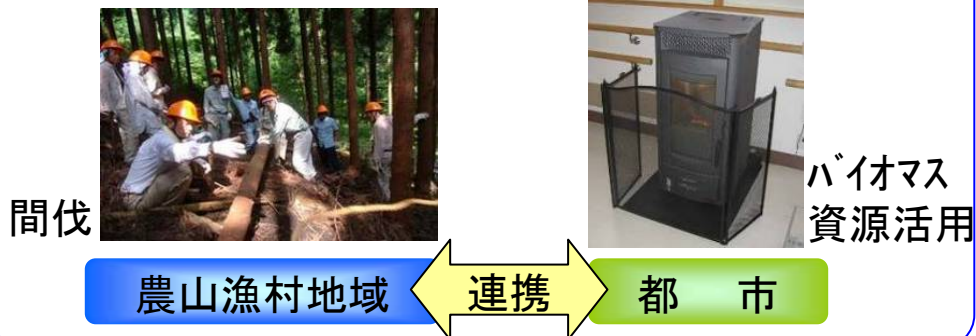 間伐
バイオマス
資源活用
農山漁村地域
連携
都　市